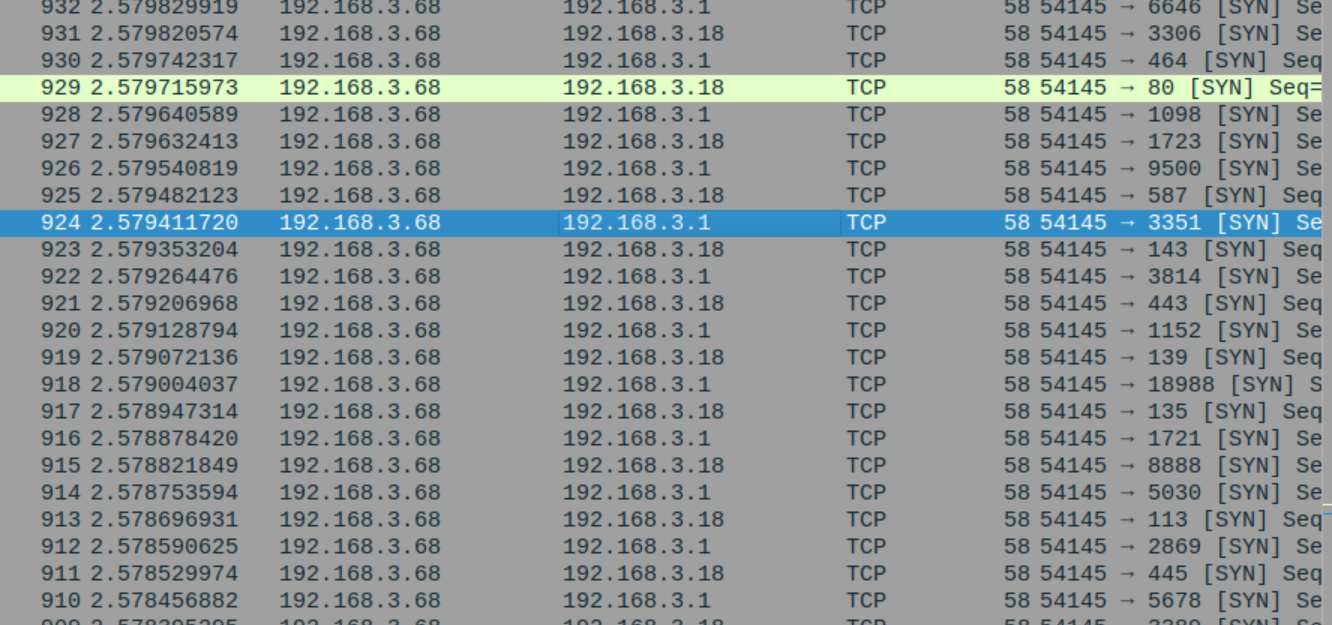 932 2.579829919 192.168.3.68 192.168.3.1 TCP 58 54145 → 6646 [SYN] Se
931 2.579820574 192.168.3.68 192.168.3.18 TCP 58 54145 → 3306 [SYN] Se
930 2.579742317 192.168.3.68 192.168.3.1 TCP 58 54145 → 464 [SYN] Seq
929 2.579715973 192.168.3.68 192.168.3.18 TCP 58 54145 → 80 [SYN] Seq=
928 2.579640589 192.168.3.68 192.168.3.1 TCP 58 54145 → 1098 [SYN] Se
927 2.579632413 192.168.3.68 192.168.3.18 TCP 58 54145 → 1723 [SYN] Se
926 2.579540819 192.168.3.68 192.168.3.1 TCP 58 54145 → 9500 [SYN] Se
925 2.579482123 192.168.3.68 192.168.3.18 TCP 58 54145 → 587 [SYN] Seq
924 2.579411720 192.168.3.68 192.168.3.1 TCP 58 54145 → 3351 [SYN] Se
923 2.579353204 192.168.3.68 192.168.3.18 TCP 58 54145 → 143 [SYN] Seq
922 2.579264476 192.168.3.68 192.168.3.1 TCP 58 54145 → 3814 [SYN] Se
921 2.579206968 192.168.3.68 192.168.3.18 TCP 58 54145 → 443 [SYN] Seq
920 2.579128794 192.168.3.68 192.168.3.1 TCP 58 54145 → 1152 [SYN] Se
919 2.579072136 192.168.3.68 192.168.3.18 TCP 58 54145 → 139 [SYN] Seq
918 2.579004037 192.168.3.68 192.168.3.1 TCP 58 54145 → 18988 [SYN] S
917 2.578947314 192.168.3.68 192.168.3.18 TCP 58 54145 → 135 [SYN] Seq
916 2.578878420 192.168.3.68 192.168.3.1 TCP 58 54145 → 1721 [SYN] Se
915 2.578821849 192.168.3.68 192.168.3.18 TCP 58 54145 → 8888 [SYN] Se
914 2.578753594 192.168.3.68 192.168.3.1 TCP 58 54145 → 5030 [SYN] Se
913 2.578696931 192.168.3.68 192.168.3.18 TCP 58 54145 → 113 [SYN] Seq
912 2.578590625 192.168.3.68 192.168.3.1 TCP 58 54145 → 2869 [SYN] Se
911 2.578529974 192.168.3.68 192.168.3.18 TCP 58 54145 → 445 [SYN] Seq
910 2.578456882 192.168.3.68 192.168.3.1 TCP 58 54145 → 5678 [SYN] Se